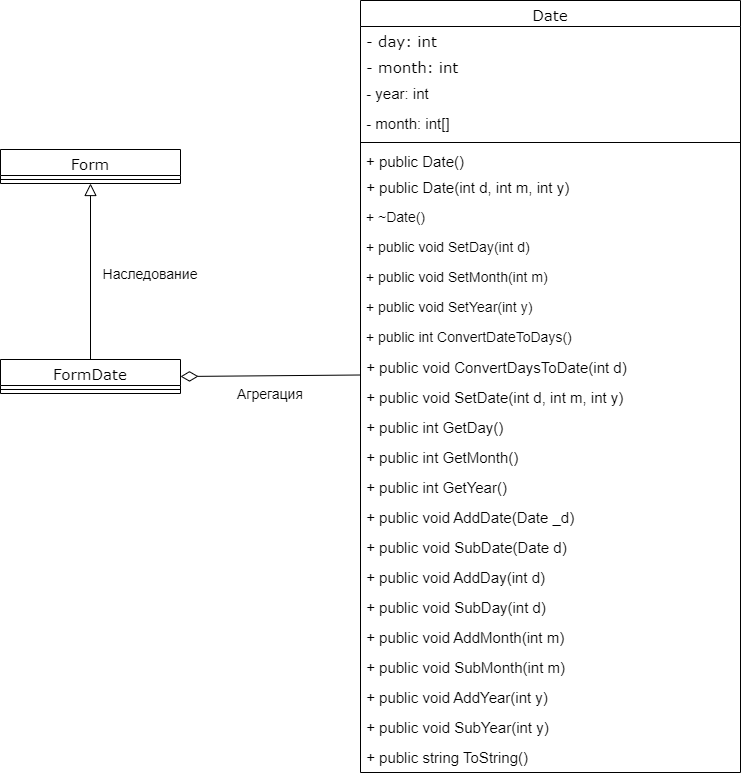 Date
- day: int
- month: int
- year: int
- month: int[]
+ public Date()
+ public Date(int d, int m, int y)
+ ~Date()
+ public void SetDay(int d)
+ public void SetMonth(int m)
+ public void SetYear(int y)
+ public int ConvertDateToDays()
+ public void ConvertDaysToDate(int d)
+ public void SetDate(int d, int m, int y)
+ public int GetDay()
+ public int GetMonth()
+ public int GetYear()
+ public void AddDate(Date _d)
+ public void SubDate(Date d)
+ public void AddDay(int d)
+ public void SubDay(int d)
+ public void AddMonth(int m)
+ public void SubMonth(int m)
+ public void AddYear(int y)
+ public void SubYear(int y)
+ public string ToString()
Form
Наследование
FormDate
Агрегация